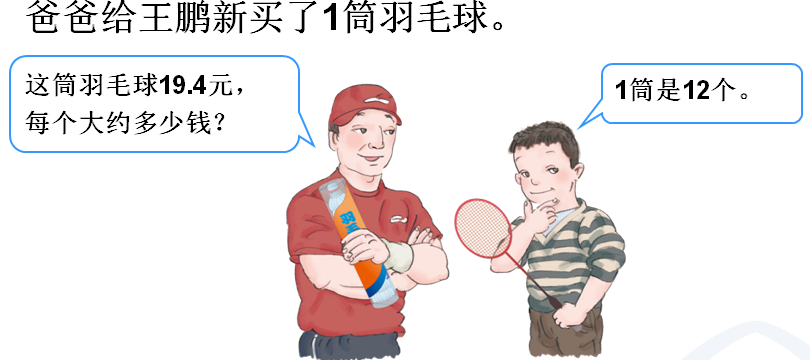 爸爸给王鹏新买了1筒羽毛球。
这筒羽毛球19.4元，
每个大约多少钱？
1筒是12个。
羽